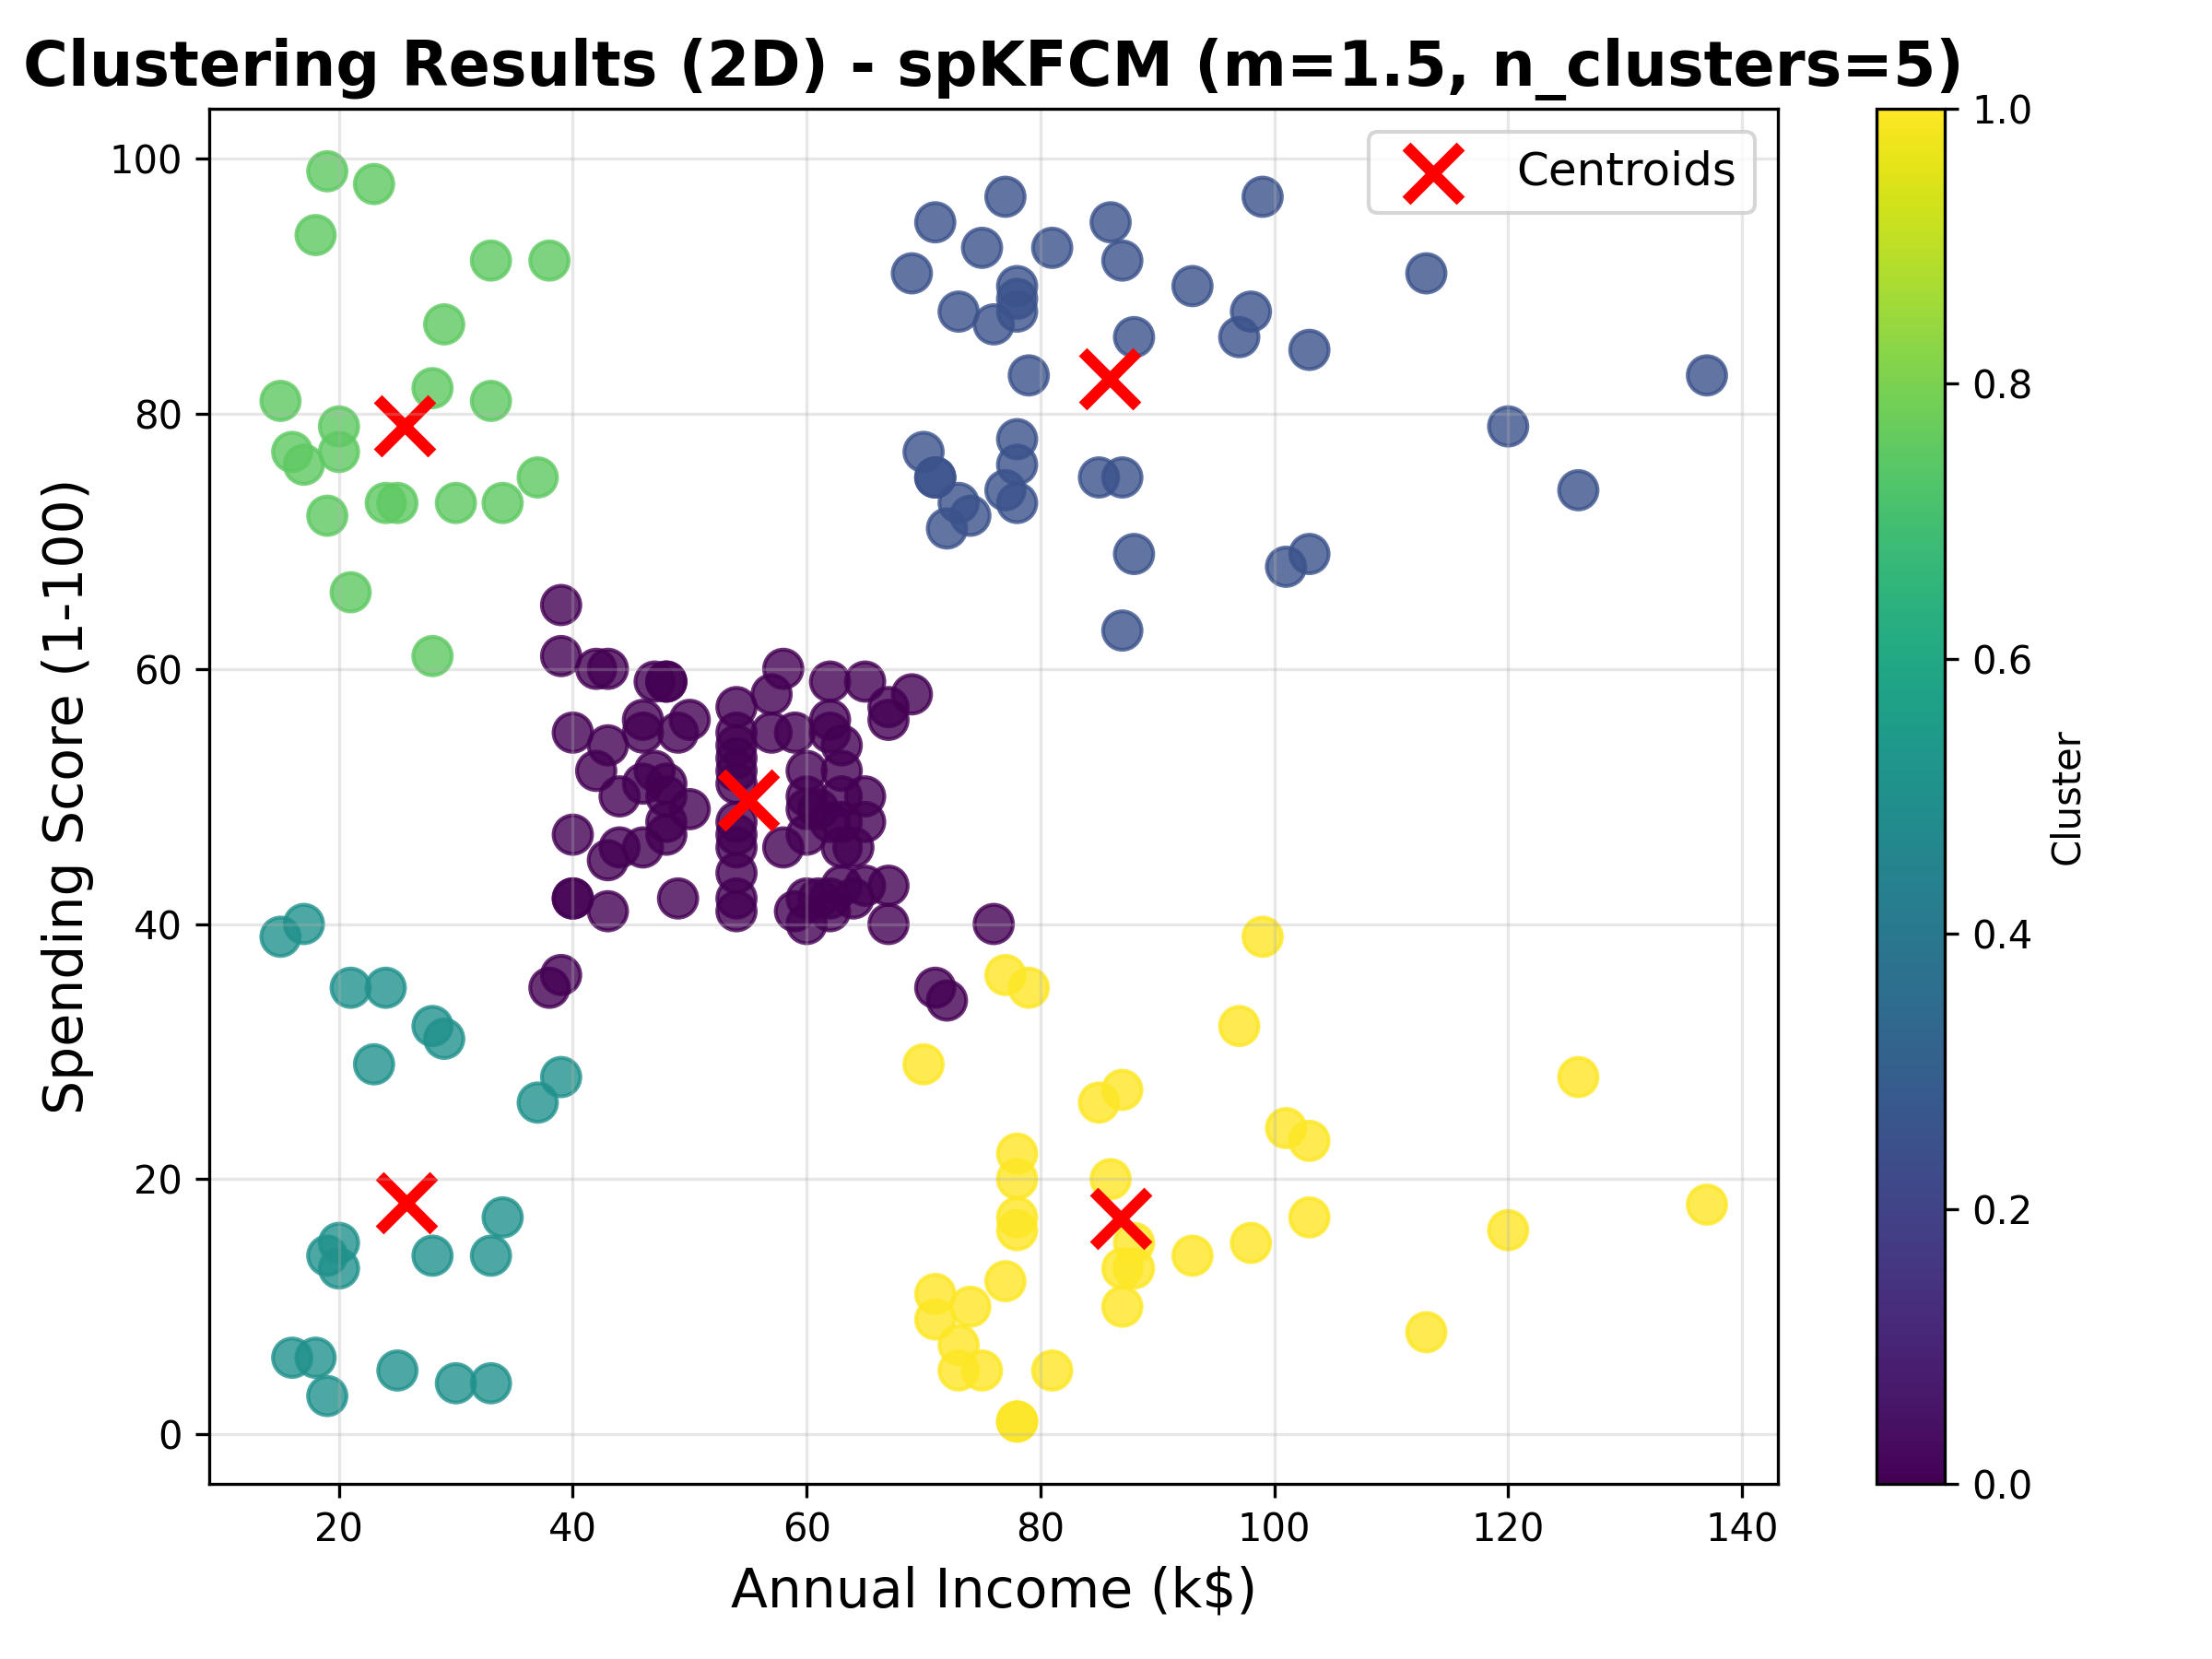 Clustering Results (2D) - spKFCM (m=1.5, n_clusters=5)
Centroids
Spending Score (1-100)
100
80
60
40
20
0
20 40 60 80 100 120 140
Annual Income (k$)
1.0
0.8
0.6
0.4
0.2
0.0
Cluster